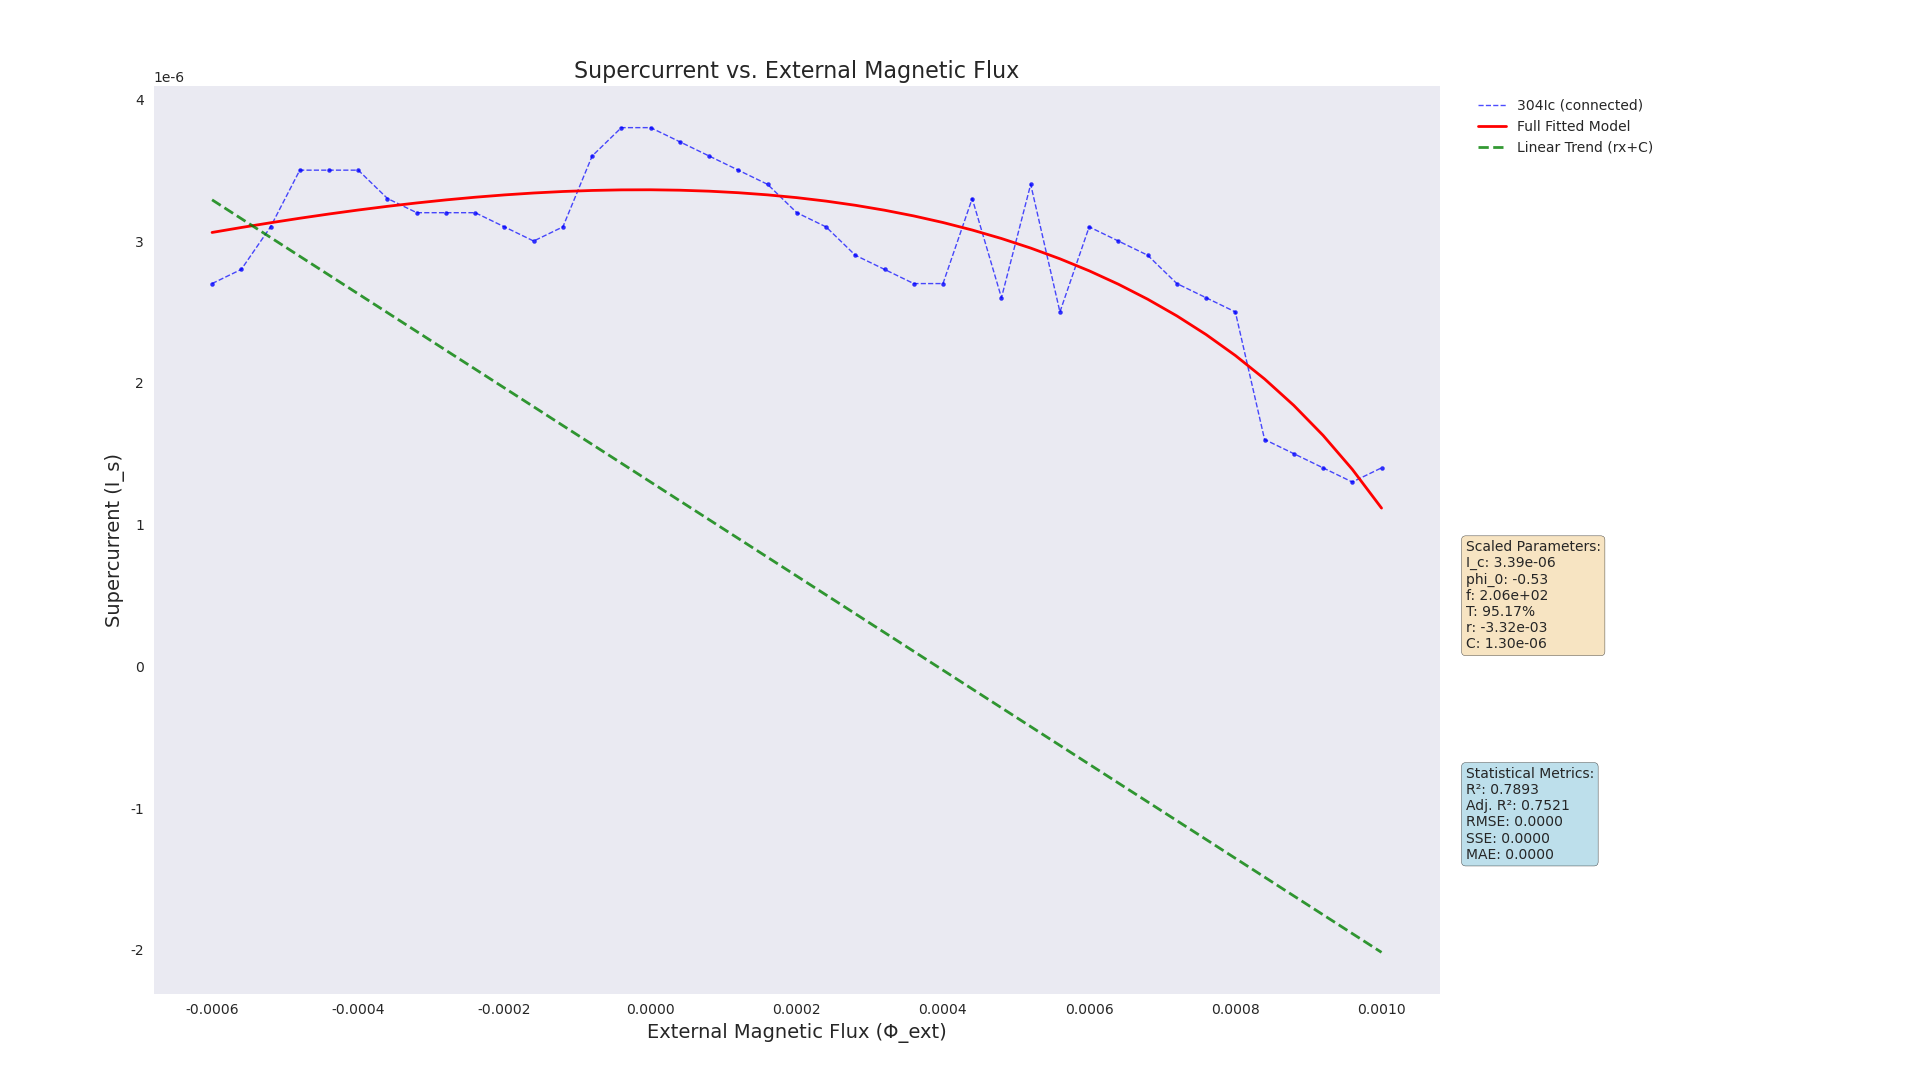 Supercurrent vs. External Magnetic Flux
1e-6
4
3
2
1
0
-1
-2
Supercurrent (I_s)
-0.0006
-0.0004
-0.0002
0.0000
0.0002
0.0004
0.0006
0.0008
0.0010
External Magnetic Flux (Φ_ext)
304Ic (connected)
Full Fitted Model
Linear Trend (rx+C)
Scaled Parameters:
I_c: 3.39e-06
phi_0: -0.53
f: 2.06e+02
T: 95.17%
r: -3.32e-03
C: 1.30e-06
Statistical Metrics:
R²: 0.7893
Adj. R²: 0.7521
RMSE: 0.0000
SSE: 0.0000
MAE: 0.0000